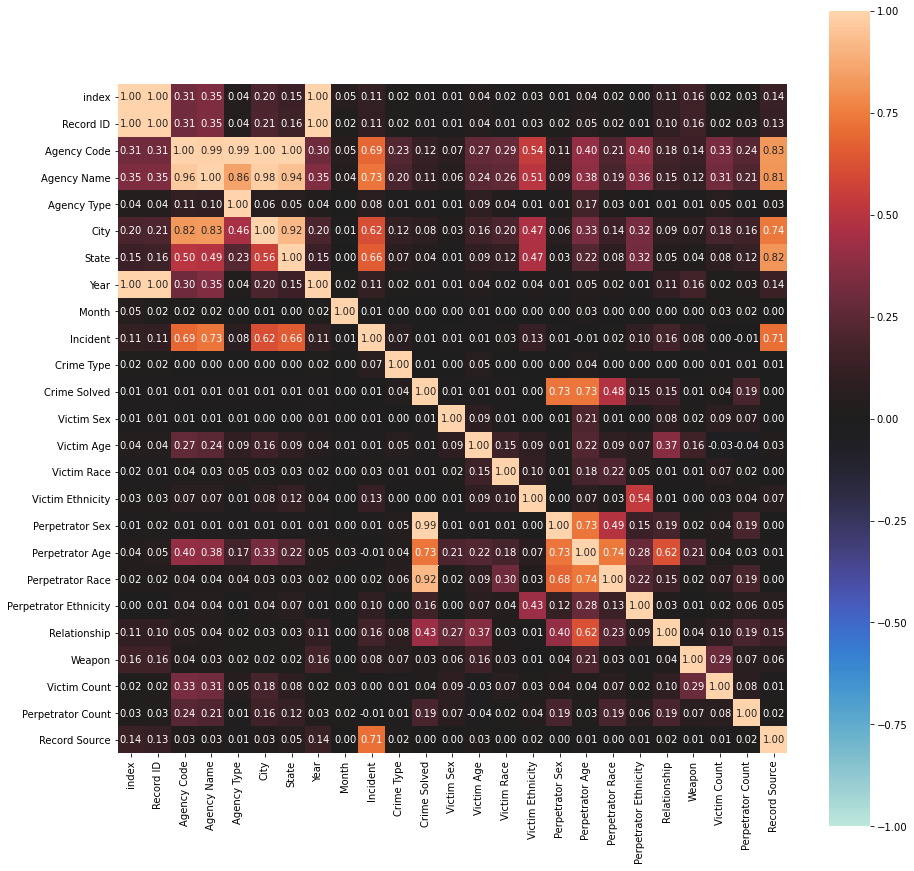 index 1.00 1.00 0.31 0.35 0.04 0.20 0.15 1.00 0.05 0.11 0.02 0.01 0.01 0.04 0.02 0.03 0.01 0.04 0.02 0.00 0.11 0.16 0.02 0.03 0.14
Record ID 1.00 1.00 0.31 0.35 0.04 0.21 0.16 1.00 0.02 0.11 0.02 0.01 0.01 0.04 0.01 0.03 0.02 0.05 0.02 0.01 0.10 0.16 0.02 0.03 0.13
Agency Code 0.31 0.31 1.00 0.99 0.99 1.00 1.00 0.30 0.05 0.69 0.23 0.12 0.07 0.27 0.29 0.54 0.11 0.40 0.21 0.40 0.18 0.14 0.33 0.24 0.83
Agency Name 0.35 0.35 0.96 1.00 0.86 0.98 0.94 0.35 0.04 0.73 0.20 0.11 0.06 0.24 0.26 0.51 0.09 0.38 0.19 0.36 0.15 0.12 0.31 0.21 0.81
Agency Type 0.04 0.04 0.11 0.10 1.00 0.06 0.05 0.04 0.00 0.08 0.01 0.01 0.01 0.09 0.04 0.01 0.01 0.17 0.03 0.01 0.01 0.01 0.05 0.01 0.03
City 0.20 0.21 0.82 0.83 0.46 1.00 0.92 0.20 0.01 0.62 0.12 0.08 0.03 0.16 0.20 0.47 0.06 0.33 0.14 0.32 0.09 0.07 0.18 0.16 0.74
State 0.15 0.16 0.50 0.49 0.23 0.56 1.00 0.15 0.00 0.66 0.07 0.04 0.01 0.09 0.12 0.47 0.03 0.22 0.08 0.32 0.05 0.04 0.08 0.12 0.82
Year 1.00 1.00 0.30 0.35 0.04 0.20 0.15 1.00 0.02 0.11 0.02 0.01 0.01 0.04 0.02 0.04 0.01 0.05 0.02 0.01 0.11 0.16 0.02 0.03 0.14
Month 0.05 0.02 0.02 0.02 0.00 0.01 0.00 0.02 1.00 0.01 0.00 0.00 0.00 0.00 0.00 0.00 0.00 0.03 0.00 0.00 0.00 0.00 0.03 0.02 0.00
Incident 0.11 0.11 0.69 0.73 0.08 0.62 0.66 0.11 0.01 1.00 0.07 0.01 0.00 0.01 0.03 0.13 0.01 -0.01 0.02 0.10 0.16 0.08 0.00 -0.01 0.71
Crime Type 0.02 0.02 0.00 0.00 0.00 0.00 0.00 0.02 0.00 0.07 1.00 0.01 0.00 0.05 0.00 0.00 0.00 0.04 0.00 0.00 0.00 0.00 0.01 0.01 0.01
Crime Solved 0.01 0.01 0.01 0.01 0.01 0.01 0.01 0.01 0.00 0.01 0.04 1.00 0.01 0.01 0.01 0.00 0.73 0.73 0.48 0.15 0.15 0.01 0.04 0.19 0.00
Victim Sex 0.01 0.01 0.01 0.01 0.01 0.00 0.00 0.01 0.00 0.00 0.00 0.01 1.00 0.09 0.01 0.00 0.01 0.21 0.00 0.00 0.08 0.02 0.09 0.07 0.00
Victim Age 0.04 0.04 0.27 0.24 0.09 0.16 0.09 0.04 0.01 0.01 0.05 0.01 0.09 1.00 0.15 0.09 0.01 0.22 0.09 0.07 0.37 0.16 -0.03 -0.04 0.03
Victim Race 0.02 0.01 0.04 0.03 0.05 0.03 0.03 0.02 0.00 0.03 0.01 0.01 0.02 0.15 1.00 0.10 0.01 0.18 0.22 0.05 0.01 0.01 0.07 0.02 0.00
Victim Ethnicity 0.03 0.03 0.07 0.07 0.01 0.08 0.12 0.04 0.00 0.13 0.00 0.00 0.01 0.09 0.10 1.00 0.00 0.07 0.03 0.54 0.01 0.00 0.03 0.04 0.07
Perpetrator Sex 0.01 0.02 0.01 0.01 0.01 0.01 0.01 0.01 0.00 0.01 0.05 0.99 0.01 0.01 0.01 0.00 1.00 0.73 0.49 0.15 0.19 0.02 0.04 0.19 0.00
Perpetrator Age 0.04 0.05 0.40 0.38 0.17 0.33 0.22 0.05 0.03 -0.01 0.04 0.73 0.21 0.22 0.18 0.07 0.73 1.00 0.74 0.28 0.62 0.21 0.04 0.03 0.01
Perpetrator Race 0.02 0.02 0.04 0.04 0.04 0.03 0.03 0.02 0.00 0.02 0.06 0.92 0.02 0.09 0.30 0.03 0.68 0.74 1.00 0.22 0.15 0.02 0.07 0.19 0.00
Perpetrator Ethnicity 0.00 0.01 0.04 0.04 0.01 0.04 0.07 0.01 0.00 0.10 0.00 0.16 0.00 0.07 0.04 0.43 0.12 0.28 0.13 1.00 0.03 0.01 0.02 0.06 0.05
Relationship 0.11 0.10 0.05 0.04 0.02 0.03 0.03 0.11 0.00 0.16 0.08 0.43 0.27 0.37 0.03 0.01 0.40 0.62 0.23 0.09 1.00 0.04 0.10 0.19 0.15
Weapon 0.16 0.16 0.04 0.03 0.02 0.02 0.02 0.16 0.00 0.08 0.07 0.03 0.06 0.16 0.03 0.01 0.04 0.21 0.03 0.01 0.04 1.00 0.29 0.07 0.06
Victim Count 0.02 0.02 0.33 0.31 0.05 0.18 0.08 0.02 0.03 0.00 0.01 0.04 0.09 -0.03 0.07 0.03 0.04 0.04 0.07 0.02 0.10 0.29 1.00 0.08 0.01
Perpetrator Count 0.03 0.03 0.24 0.21 0.01 0.16 0.12 0.03 0.02 -0.01 0.01 0.19 0.07 -0.04 0.02 0.04 0.19 0.03 0.19 0.06 0.19 0.07 0.08 1.00 0.02
Record Source 0.14 0.13 0.03 0.03 0.01 0.03 0.05 0.14 0.00 0.71 0.02 0.00 0.00 0.03 0.00 0.02 0.00 0.01 0.00 0.01 0.02 0.01 0.01 0.02 1.00
index
Record ID
Agency Code
Agency Name
Agency Type
City
State
Year
Month
Incident
Crime Type
Crime Solved
Victim Sex
Victim Age
Victim Race
Victim Ethnicity
Perpetrator Sex
Perpetrator Age
Perpetrator Race
Perpetrator Ethnicity
Relationship
Weapon
Victim Count
Perpetrator Count
Record Source
1.00
0.75
0.50
0.25
0.00
−0.25
−0.50
−0.75
−1.00